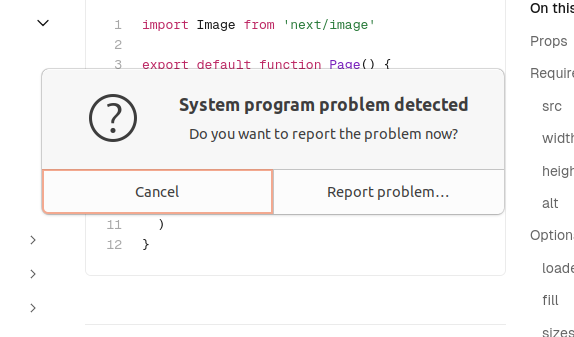 On this
1 import Image from 'next/image'
2
Props
3 export default function Page() {
Require
System program problem detected
Do you want to report the problem now?
Cancel
Report problem...
src
width
heigh
alt
11 )
12 }
Optiona
loade
fill
sizes